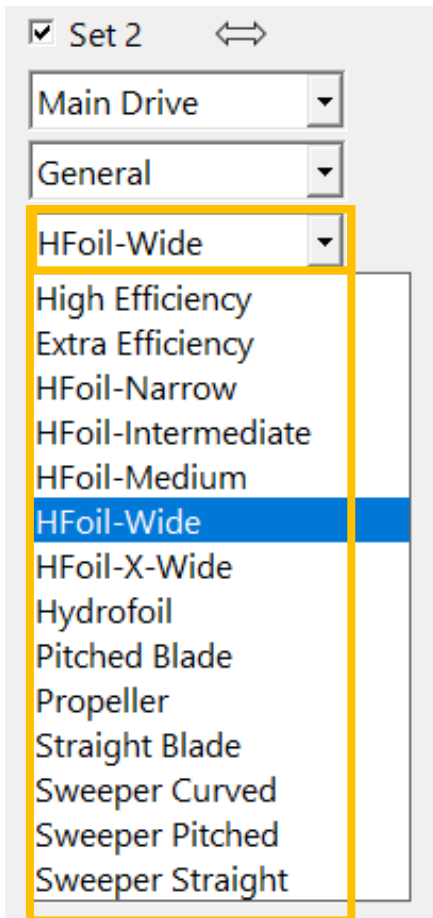 Set 2
Main Drive
General
HFoil-Wide
High Efficiency
Extra Efficiency
HFoil-Narrow
HFoil-Intermediate
HFoil-Medium
HFoil-Wide
HFoil-X-Wide
Hydrofoil
Pitched Blade
Propeller
Straight Blade
Sweeper Curved
Sweeper Pitched
Sweeper Straight